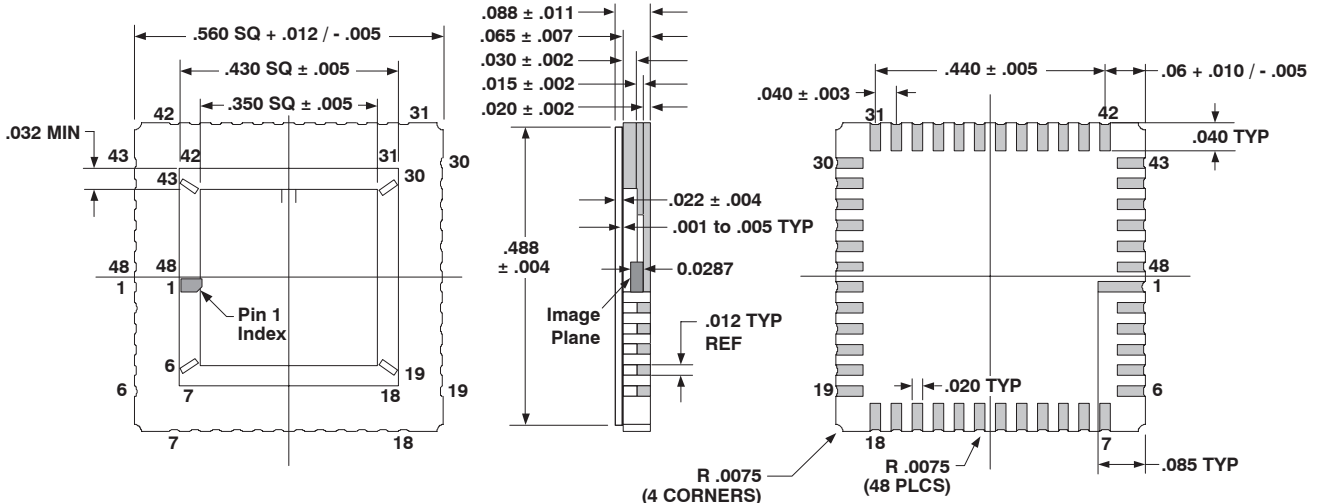 .560 SQ + .012 / - .005
.430 SQ ± .005
.350 SQ ± .005
.032 MIN
42
31
43
42
31
30
43
30
48
48
1
1
Pin 1
Index
6
19
6
7
18
19
7
18
.088 ± .011
.065 ± .007
.030 ± .002
.015 ± .002
.020 ± .002
.022 ± .004
.001 to .005 TYP
.488
± .004
0.0287
Image
Plane
.012 TYP
REF
.440 ± .005
.06 + .010 / - .005
.040 ± .003
31
42
.040 TYP
30
43
48
1
19
.020 TYP
6
18
7
R .0075
(4 CORNERS)
R .0075
(48 PLCS)
.085 TYP